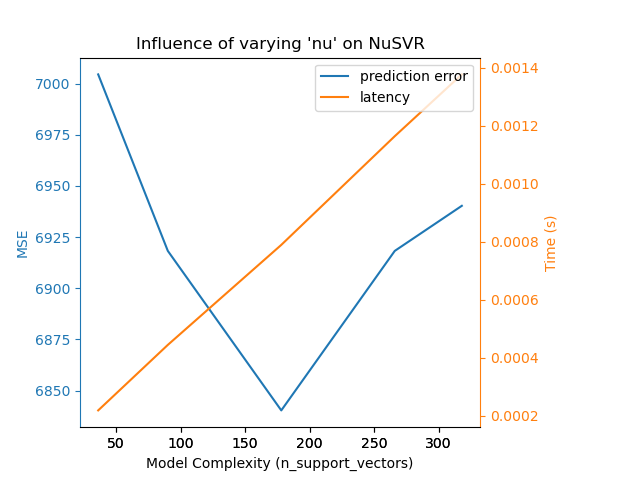 Influence of varying 'nu' on NuSVR
prediction error
latency
7000
6975
6950
6925
6900
6875
6850
MSE
0.0014
0.0012
0.0010
0.0008
0.0006
0.0004
0.0002
Time (s)
50 100 150 200 250 300
Model Complexity (n_support_vectors)